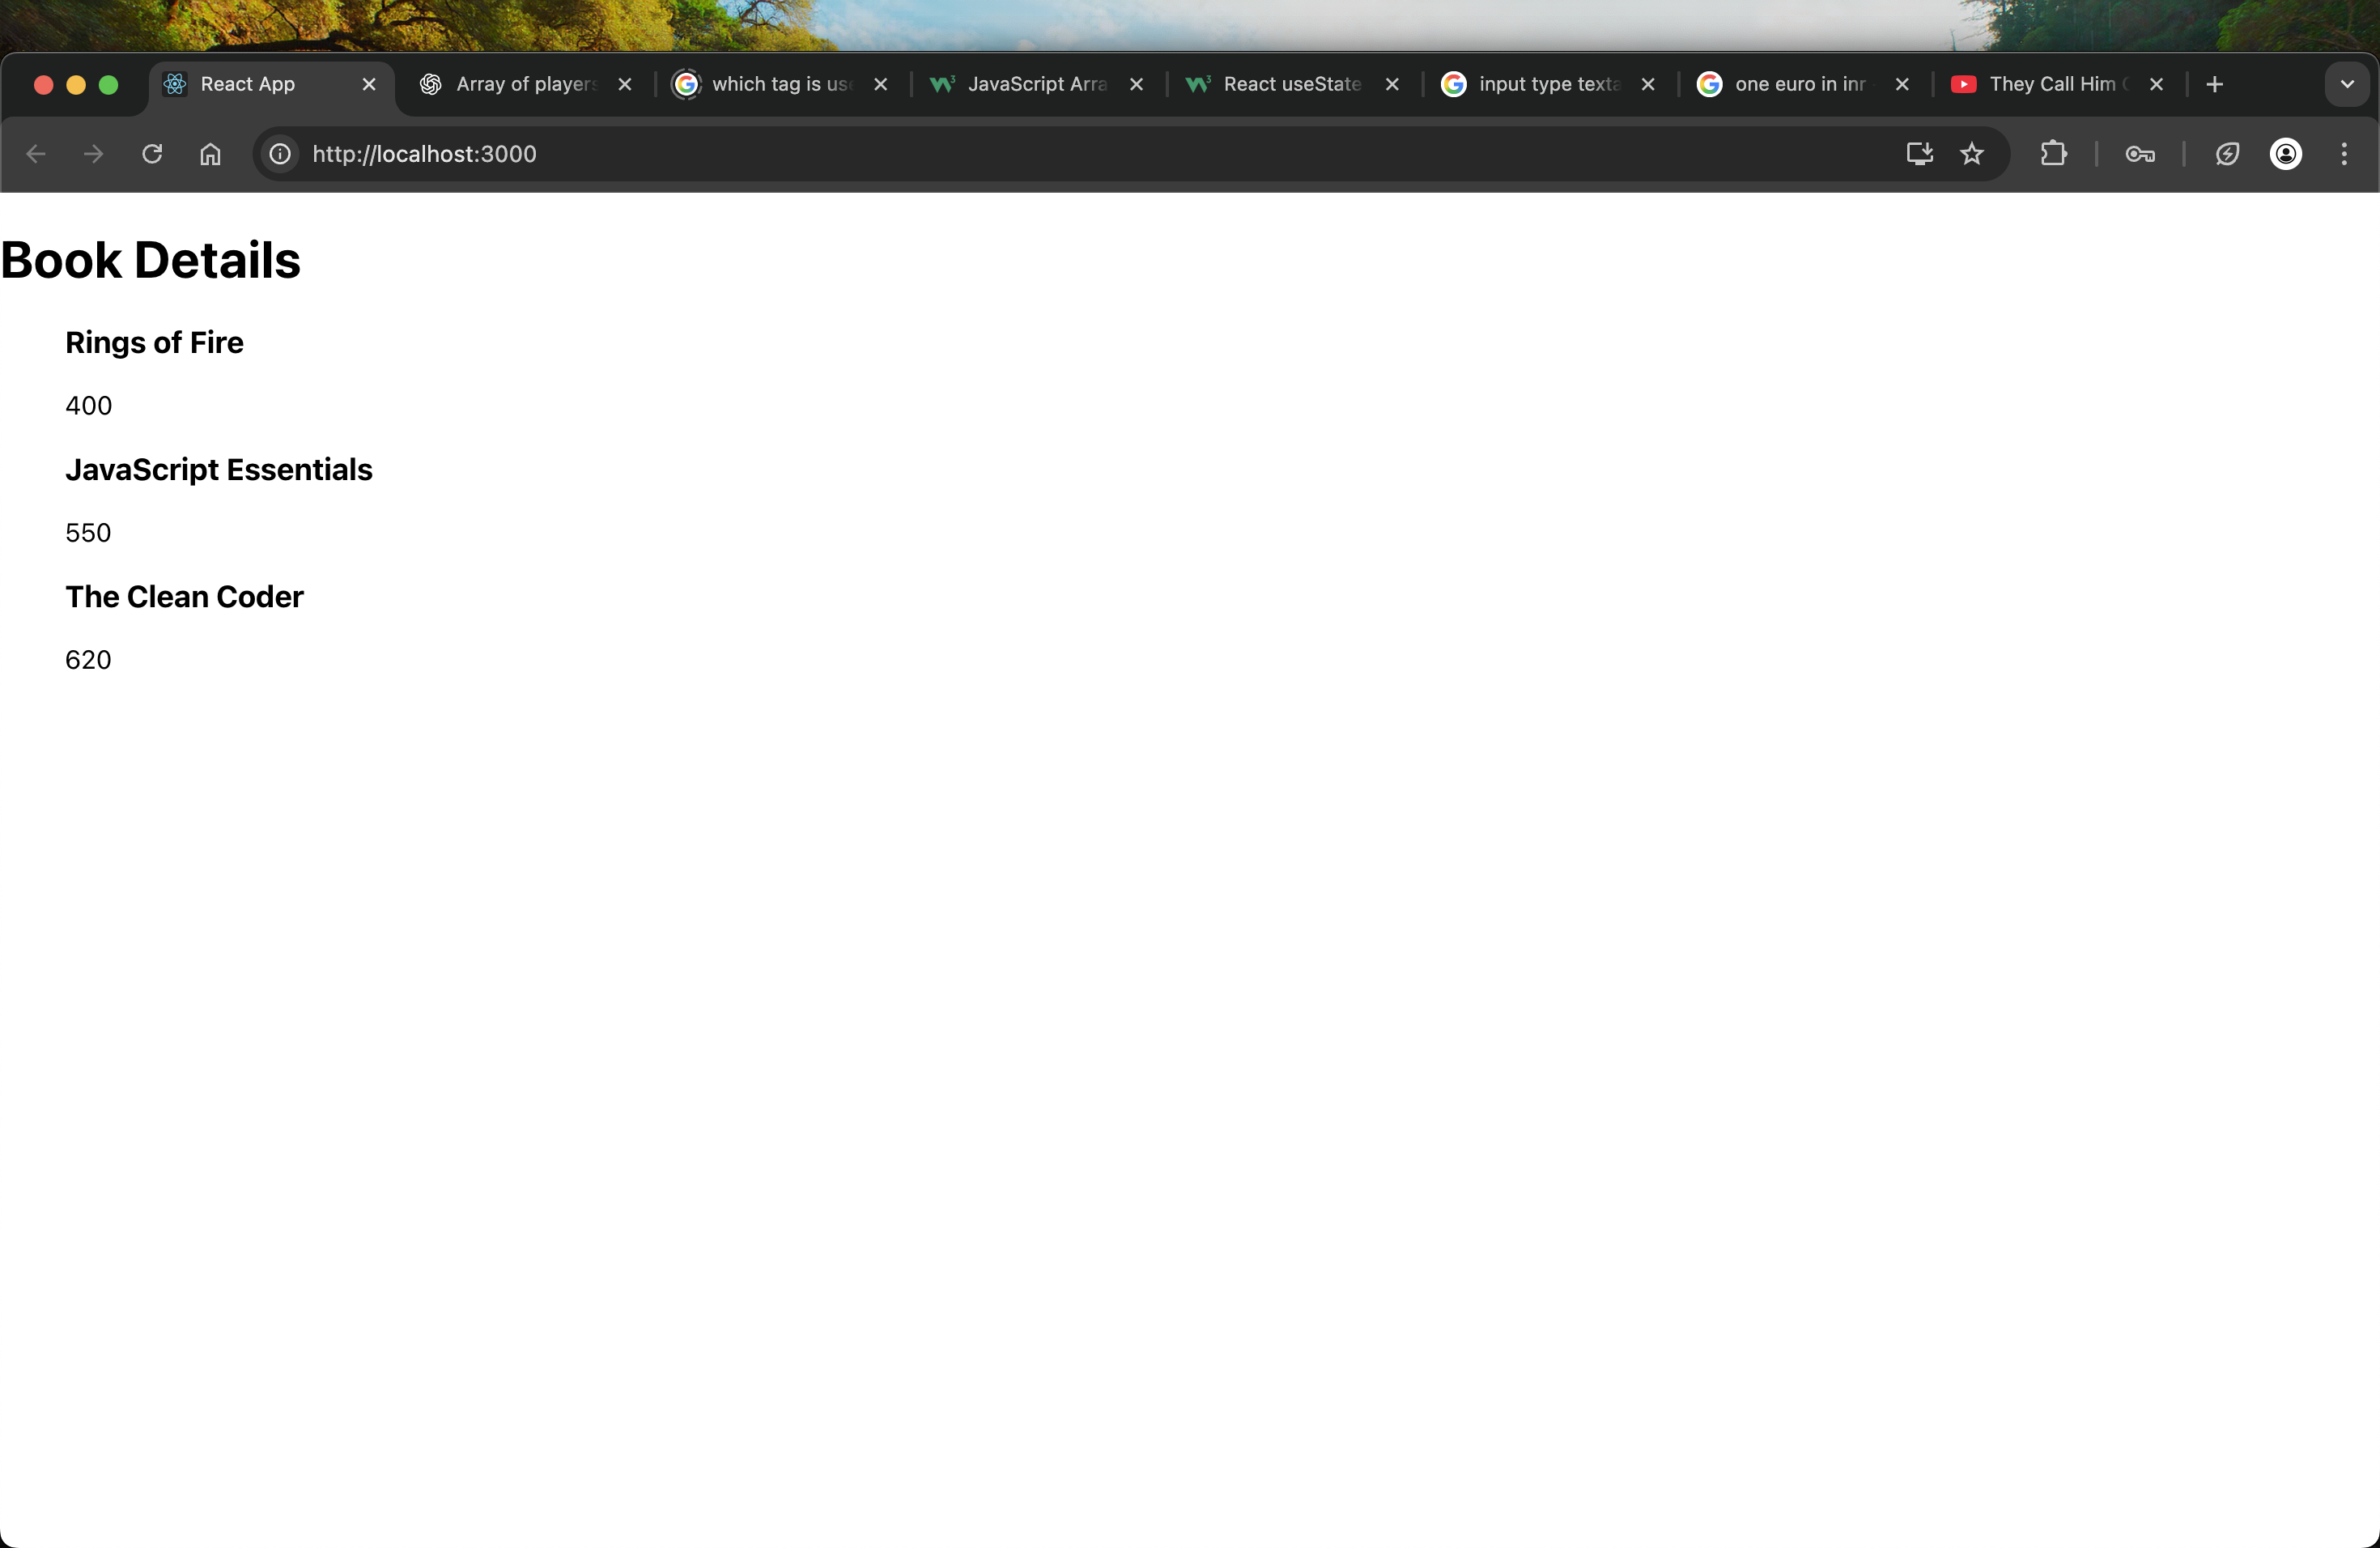 React App
Array of players
which tag is use
JavaScript Arra
React useState
input type texta
one euro in inr
They Call Him
http://localhost:3000
Book Details
Rings of Fire
400
JavaScript Essentials
550
The Clean Coder
620